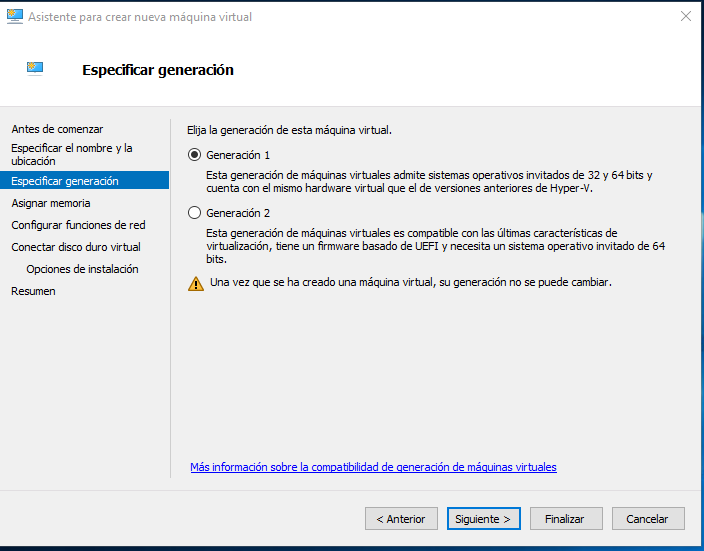 Asistente para crear nueva máquina virtual
Especificar generación
Antes de comenzar
Especificar el nombre y la
ubicación
Especificar generación
Asignar memoria
Configurar funciones de red
Conectar disco duro virtual
Opciones de instalación
Resumen
Elija la generación de esta máquina virtual.
Generación 1
Esta generación de máquinas virtuales admite sistemas operativos invitados de 32 y 64 bits y
cuenta con el mismo hardware virtual que el de versiones anteriores de Hyper-V.
Generación 2
Esta generación de máquinas virtuales es compatible con las últimas características de
virtualización, tiene un firmware basado de UEFI y necesita un sistema operativo invitado de 64
bits.
Una vez que se ha creado una máquina virtual, su generación no se puede cambiar.
Más información sobre la compatibilidad de generación de máquinas virtuales
< Anterior
Siguiente >
Finalizar
Cancelar